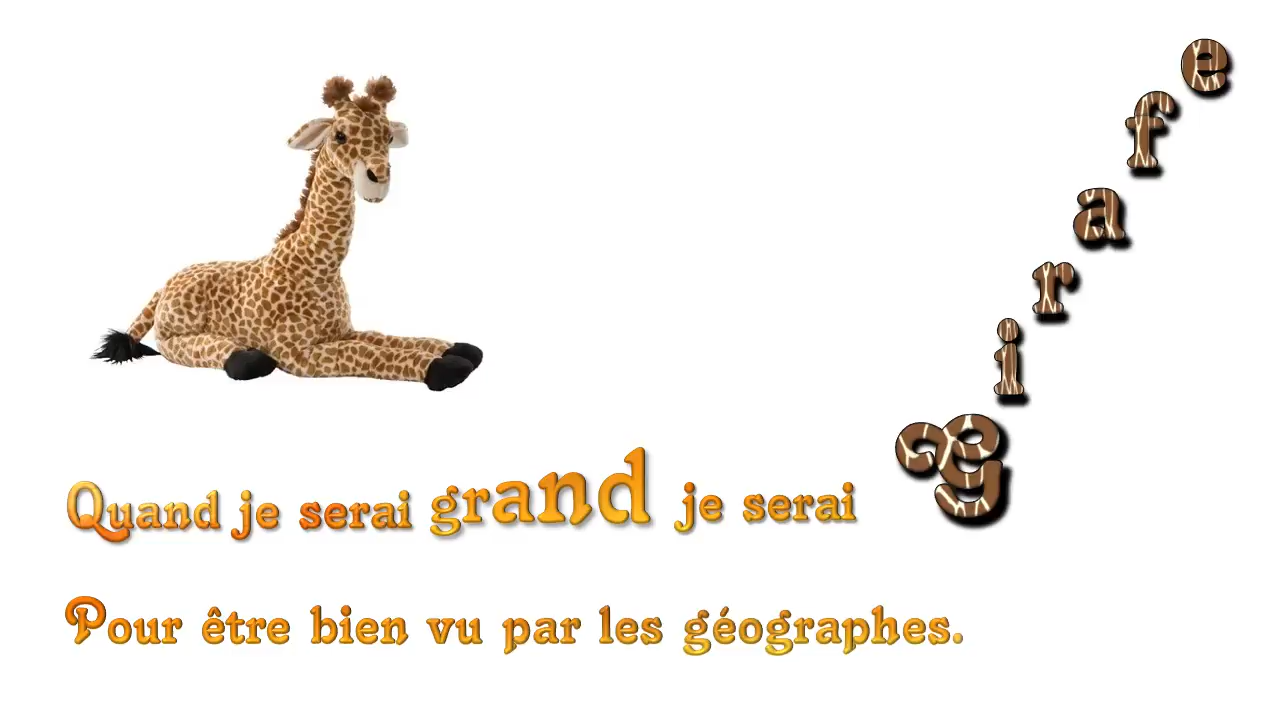 Quand je serai grand je serai Girafe
Pour être bien vu par les géographes.